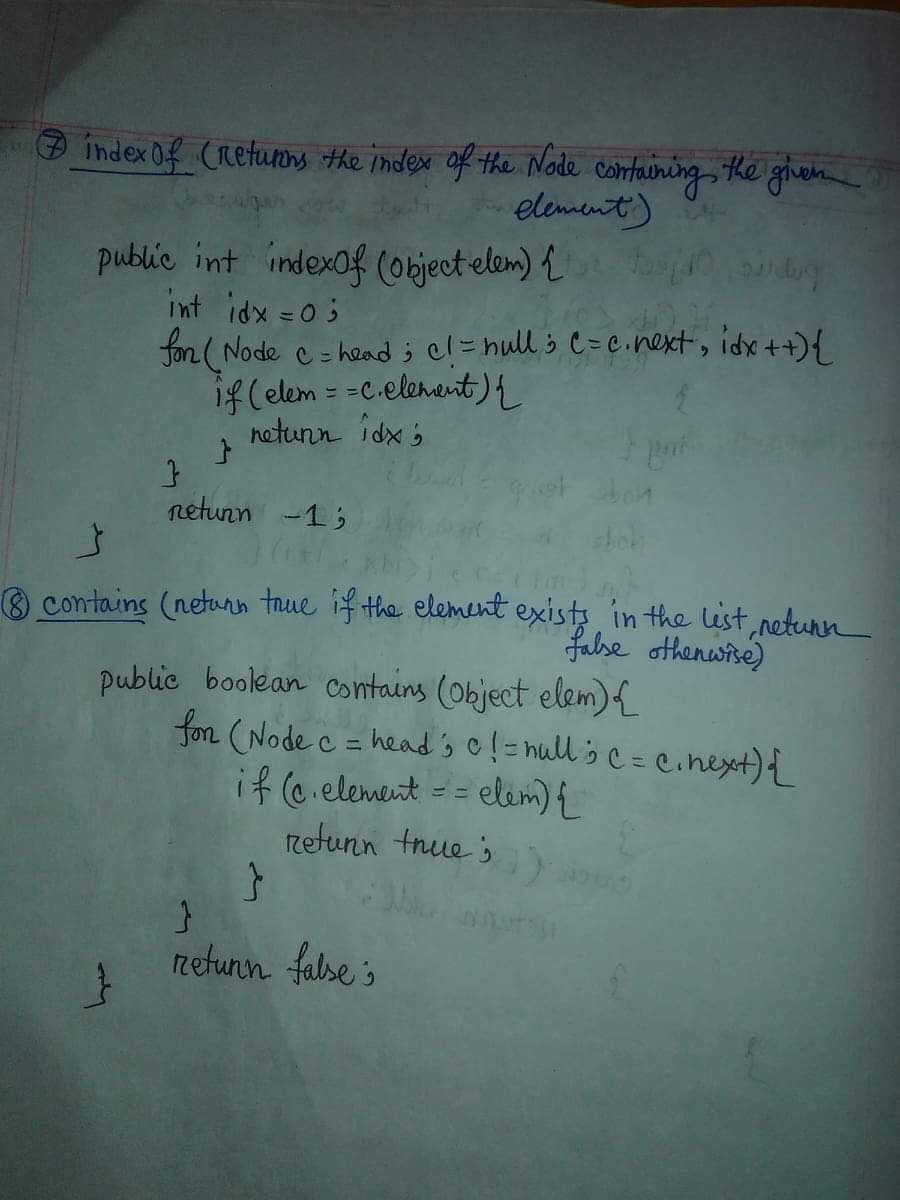 ⑦ indexOf (returns the index of the Node containing the given
element)
public int indexOf (Object elem) {
int idx = 0 ;
for ( Node c = head ; c != null ; c = c.next , idx ++) {
if ( elem == c.element ) {
return idx ;
}
}
return -1 ;
}
⑧ contains (return true if the element exists in the list, return
false otherwise)
public boolean contains (Object elem) {
for (Node c = head ; c != null ; c = c.next) {
if (c.element == elem) {
return true ;
}
}
return false ;
}